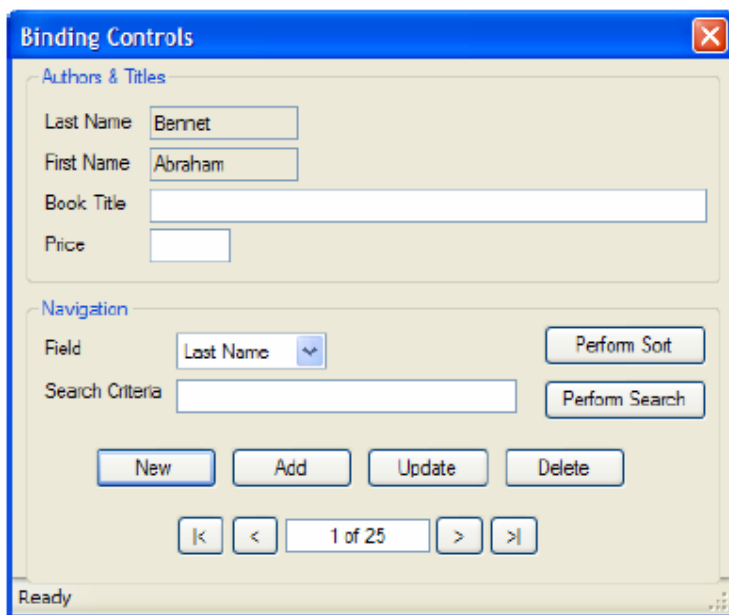 Binding Controls
Authors & Titles
Last Name Bennet
First Name Abraham
Book Title
Price
Navigation
Field Last Name Perform Sort
Search Criteria Perform Search
New Add Update Delete
|< < 1 of 25 > >|
Ready